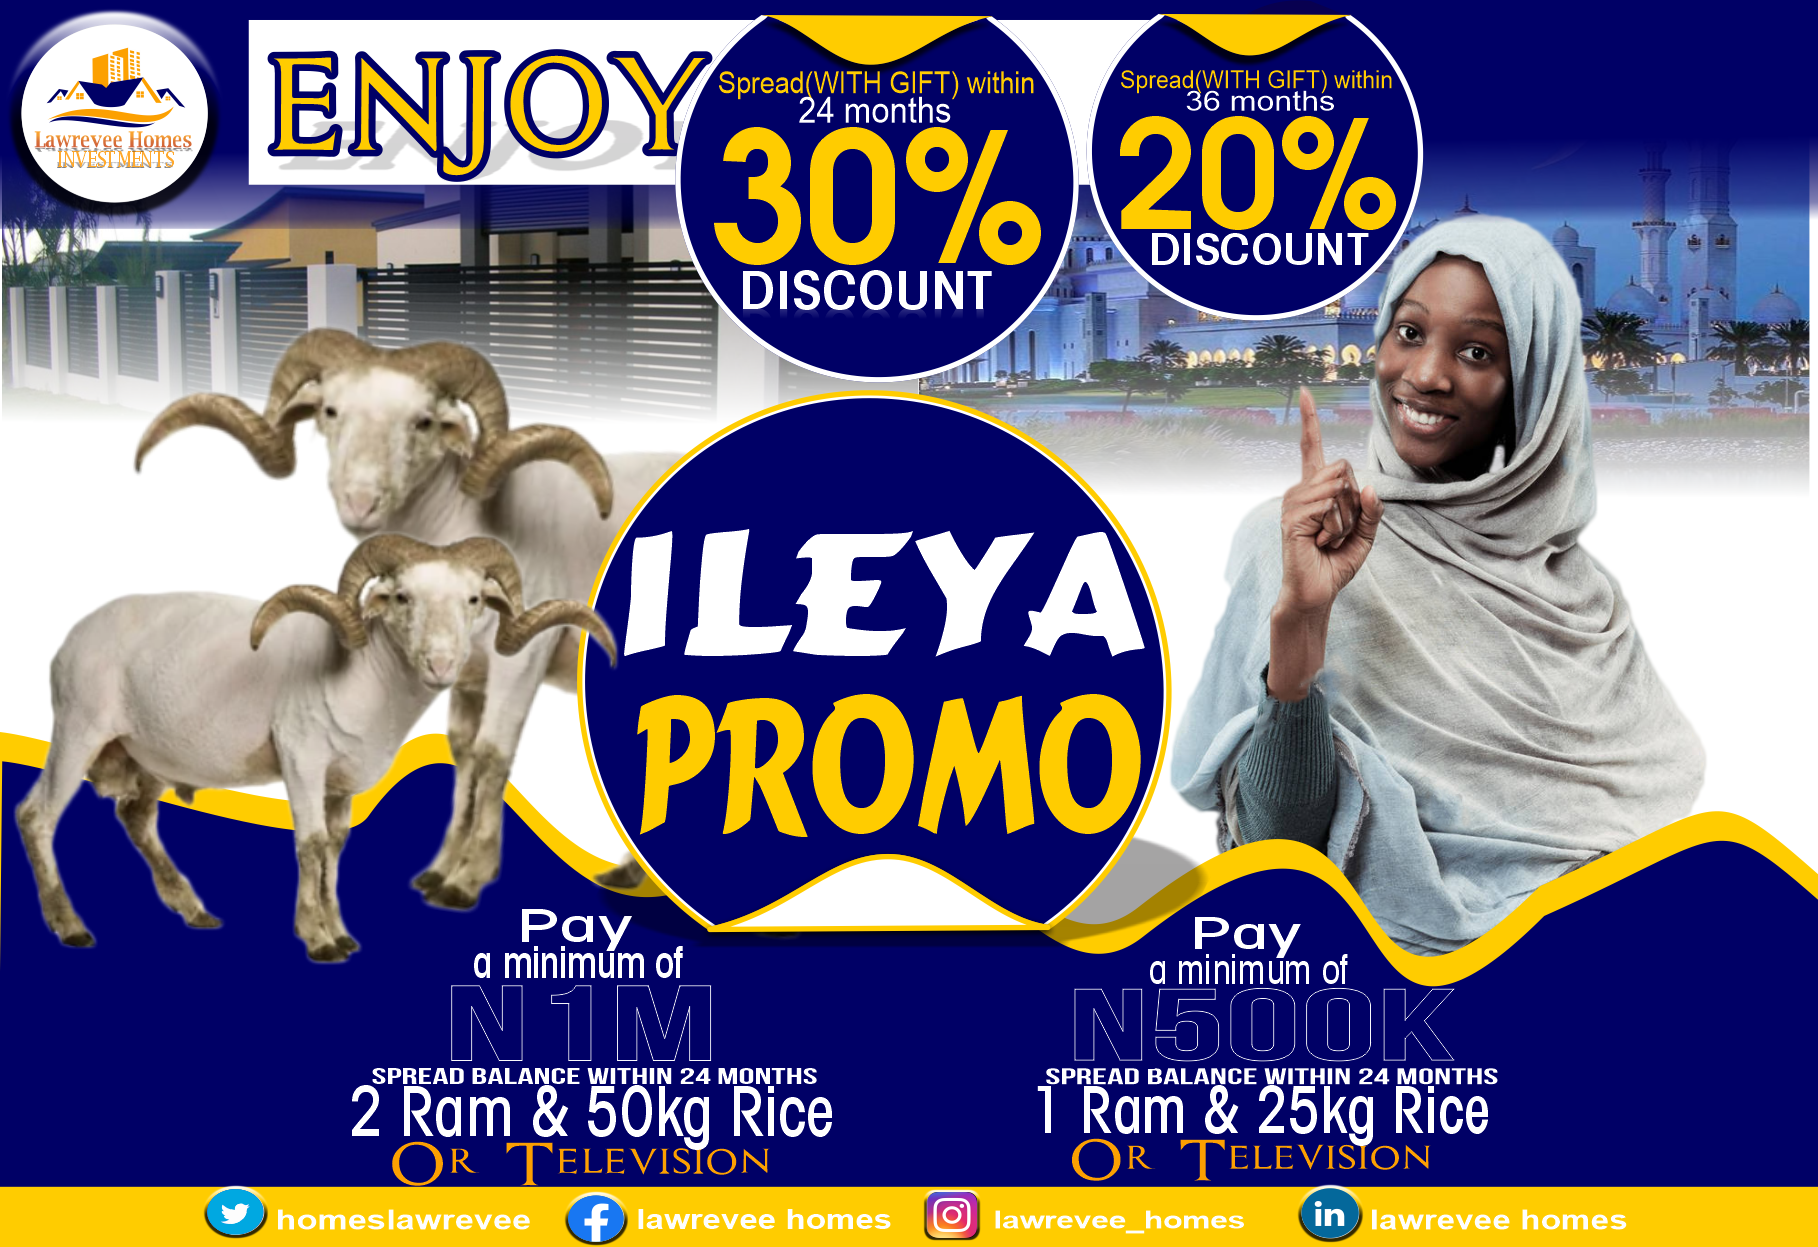 Lawrevee Homes
INVESTMENTS
ENJOY
Spread(WITH GIFT) within
24 months
30%
DISCOUNT
Spread(WITH GIFT) within
36 months
20%
DISCOUNT
ILEYA
PROMO
Pay
a minimum of
N1M
SPREAD BALANCE WITHIN 24 MONTHS
2 Ram & 50kg Rice
OR TELEVISION
Pay
a minimum of
N500K
SPREAD BALANCE WITHIN 24 MONTHS
1 Ram & 25kg Rice
OR TELEVISION
homeslawrevee
lawrevee homes
lawrevee_homes
in lawrevee homes